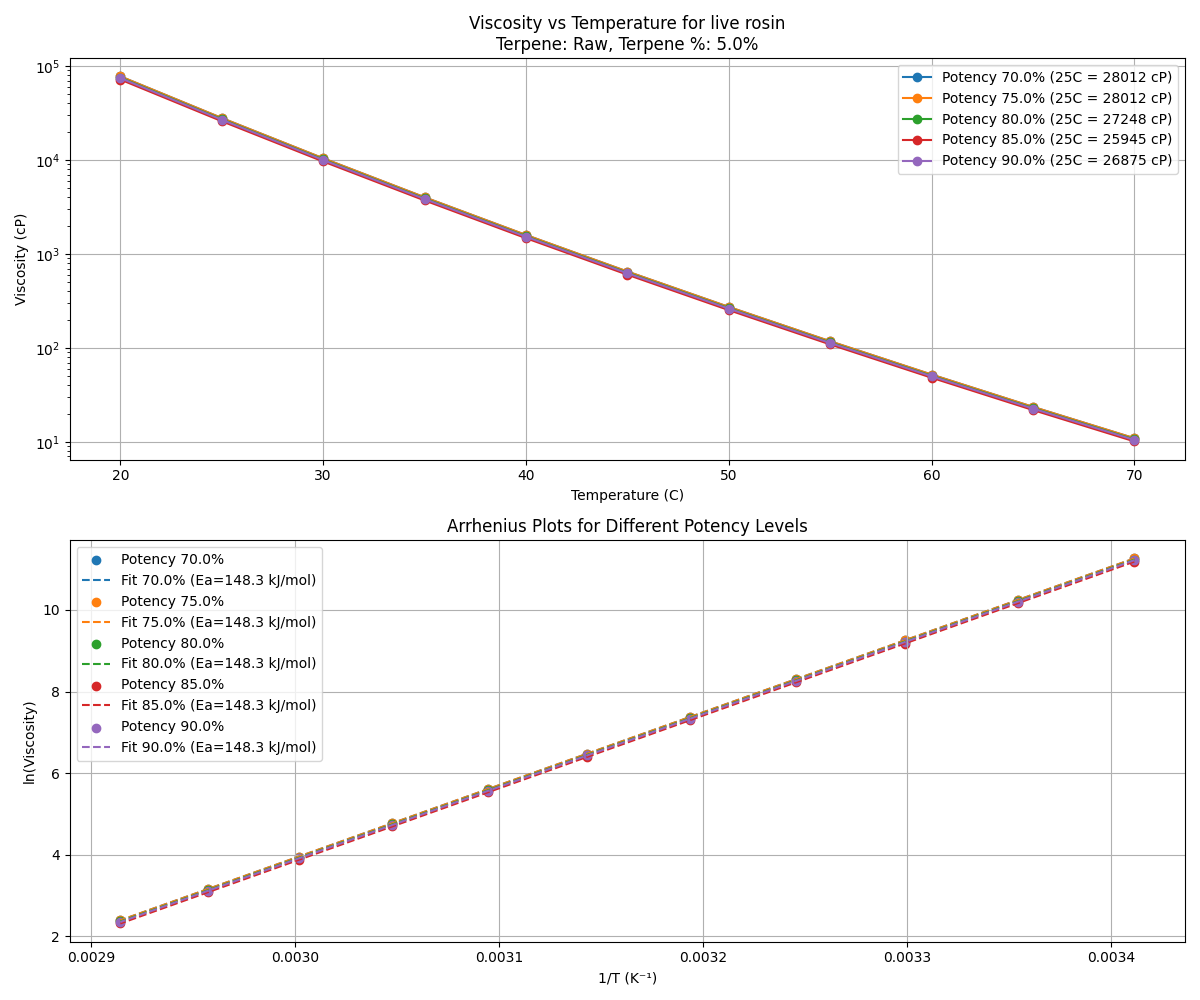 Viscosity vs Temperature for live rosin
Terpene: Raw, Terpene %: 5.0%
Viscosity (cP)
10⁵
10⁴
10³
10²
10¹
Potency 70.0% (25C = 28012 cP)
Potency 75.0% (25C = 28012 cP)
Potency 80.0% (25C = 27248 cP)
Potency 85.0% (25C = 25945 cP)
Potency 90.0% (25C = 26875 cP)
20 30 40 50 60 70
Temperature (C)
Arrhenius Plots for Different Potency Levels
ln(Viscosity)
10
8
6
4
2
Potency 70.0%
Fit 70.0% (Ea=148.3 kJ/mol)
Potency 75.0%
Fit 75.0% (Ea=148.3 kJ/mol)
Potency 80.0%
Fit 80.0% (Ea=148.3 kJ/mol)
Potency 85.0%
Fit 85.0% (Ea=148.3 kJ/mol)
Potency 90.0%
Fit 90.0% (Ea=148.3 kJ/mol)
0.0029 0.0030 0.0031 0.0032 0.0033 0.0034
1/T (K⁻¹)